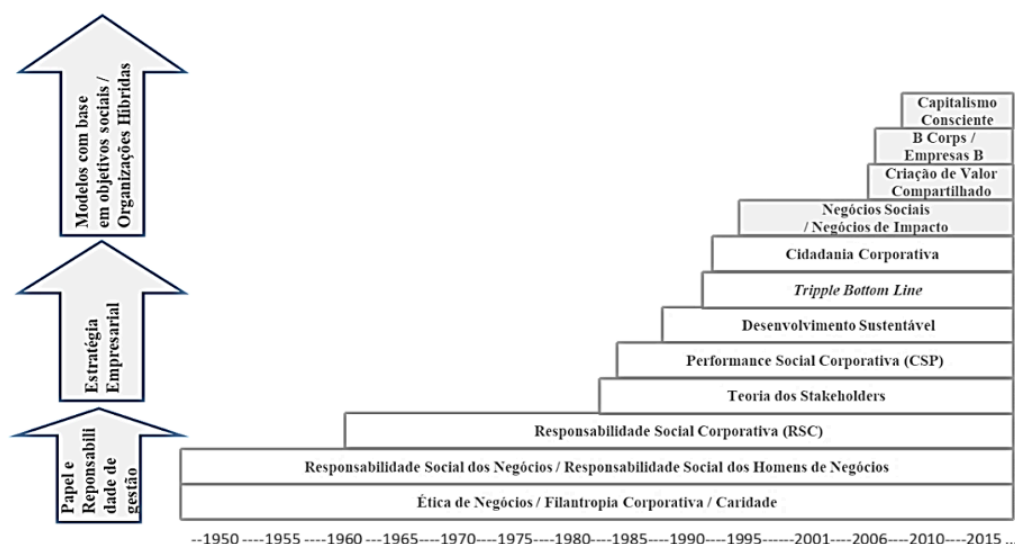 Modelos com base
em objetivos sociais /
Organizações Híbridas
Estratégia
Empresarial
Papel e
Reponsabili
dade de
gestão
Capitalismo
Consciente
B Corps /
Empresas B
Criação de Valor
Compartilhado
Negócios Sociais
/ Negócios de Impacto
Cidadania Corporativa
Tripple Bottom Line
Desenvolvimento Sustentável
Performance Social Corporativa (CSP)
Teoria dos Stakeholders
Responsabilidade Social Corporativa (RSC)
Responsabilidade Social dos Negócios / Responsabilidade Social dos Homens de Negócios
Ética de Negócios / Filantropia Corporativa / Caridade
--1950 ----1955 ----1960 ---1965----1970----1975----1980----1985----1990----1995-----2001----2006----2010----2015 ...